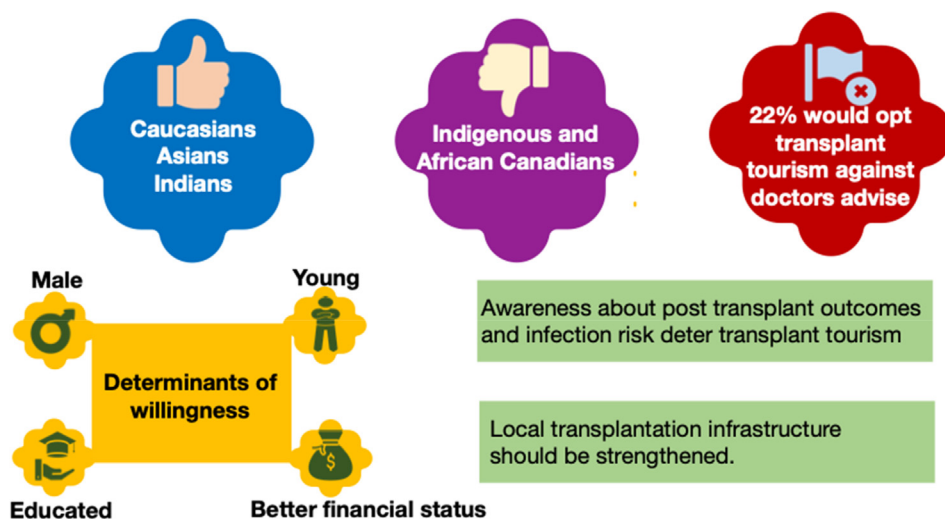 Caucasians
Asians
Indians
Indigenous and
African Canadians
22% would opt
transplant
tourism against
doctors advise
Male
Young
Determinants of
willingness
Educated
$
Better financial status
Awareness about post transplant outcomes
and infection risk deter transplant tourism
Local transplantation infrastructure
should be strengthened.